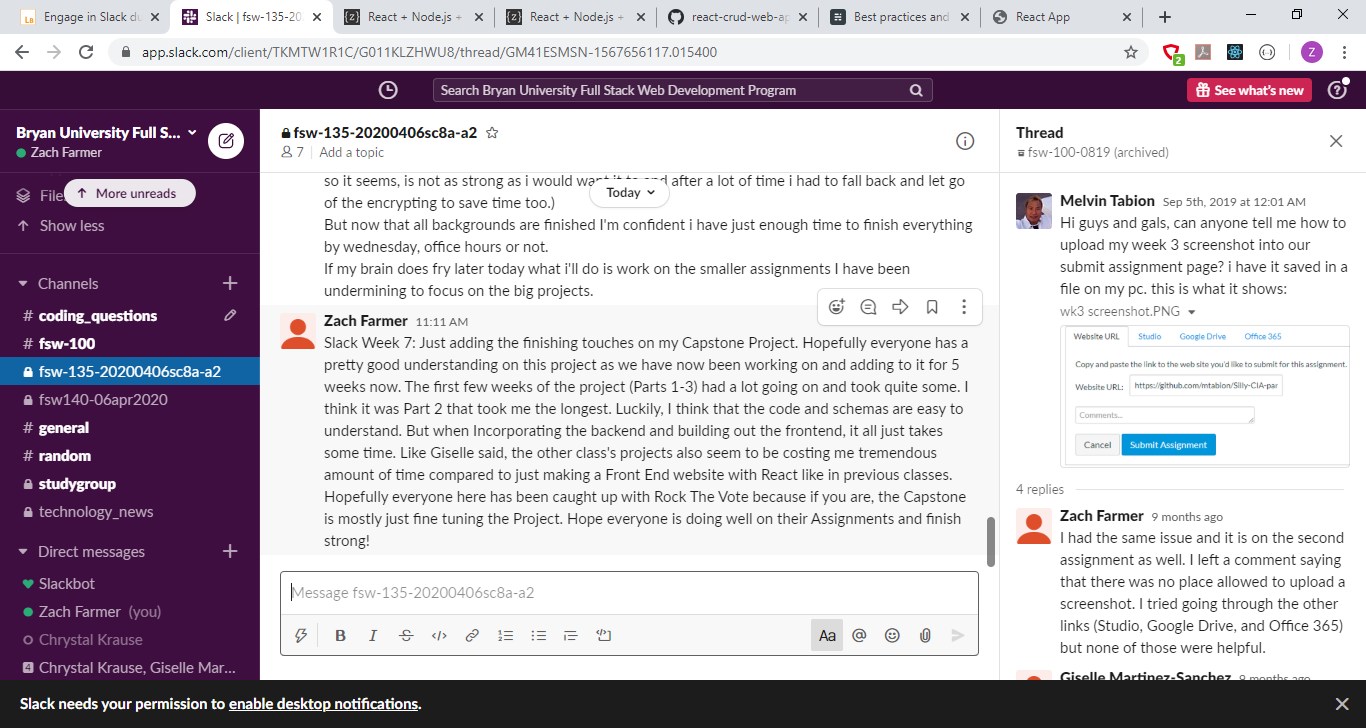 Engage in Slack du
Slack | fsw-135-20
React + Node.js +
React + Node.js +
react-crud-web-ap
Best practices and
React App
app.slack.com/client/TKMTW1R1C/G011KLZHWU8/thread/GM41ESMSN-1567656117.015400
2
Z
Search Bryan University Full Stack Web Development Program
See what's new
Bryan University Full S...
Zach Farmer
File
More unreads
Show less
Channels
# coding_questions
# fsw-100
fsw-135-20200406sc8a-a2
fsw140-06apr2020
# general
# random
studygroup
technology_news
Direct messages
Slackbot
Zach Farmer (you)
Chrystal Krause
4 Chrystal Krause, Giselle Mar...
fsw-135-20200406sc8a-a2
7 | Add a topic
so it seems, is not as strong as i would want it to end after a lot of time i had to fall back and let go
of the encrypting to save time too.)
Today
But now that all backgrounds are finished I'm confident i have just enough time to finish everything
by wednesday, office hours or not.
If my brain does fry later today what i'll do is work on the smaller assignments I have been
undermining to focus on the big projects.
Zach Farmer 11:11 AM
Slack Week 7: Just adding the finishing touches on my Capstone Project. Hopefully everyone has a
pretty good understanding on this project as we have now been working on and adding to it for 5
weeks now. The first few weeks of the project (Parts 1-3) had a lot going on and took quite some. I
think it was Part 2 that took me the longest. Luckily, I think that the code and schemas are easy to
understand. But when Incorporating the backend and building out the frontend, it all just takes
some time. Like Giselle said, the other class's projects also seem to be costing me tremendous
amount of time compared to just making a Front End website with React like in previous classes.
Hopefully everyone here has been caught up with Rock The Vote because if you are, the Capstone
is mostly just fine tuning the Project. Hope everyone is doing well on their Assignments and finish
strong!
Message fsw-135-20200406sc8a-a2
B I S </> Aa @
Thread
fsw-100-0819 (archived)
Melvin Tabion Sep 5th, 2019 at 12:01 AM
Hi guys and gals, can anyone tell me how to
upload my week 3 screenshot into our
submit assignment page? i have it saved in a
file on my pc. this is what it shows:
wk3 screenshot.PNG
Website URL Studio Google Drive Office 365
Copy and paste the link to the web site you'd like to submit for this assignment.
Website URL: https://github.com/mtabion/Silly-CIA-par
Comments...
Cancel Submit Assignment
4 replies
Zach Farmer 9 months ago
I had the same issue and it is on the second
assignment as well. I left a comment saying
that there was no place allowed to upload a
screenshot. I tried going through the other
links (Studio, Google Drive, and Office 365)
but none of those were helpful.
Giselle Martinez-Sanchez 9 months ago
Slack needs your permission to enable desktop notifications.